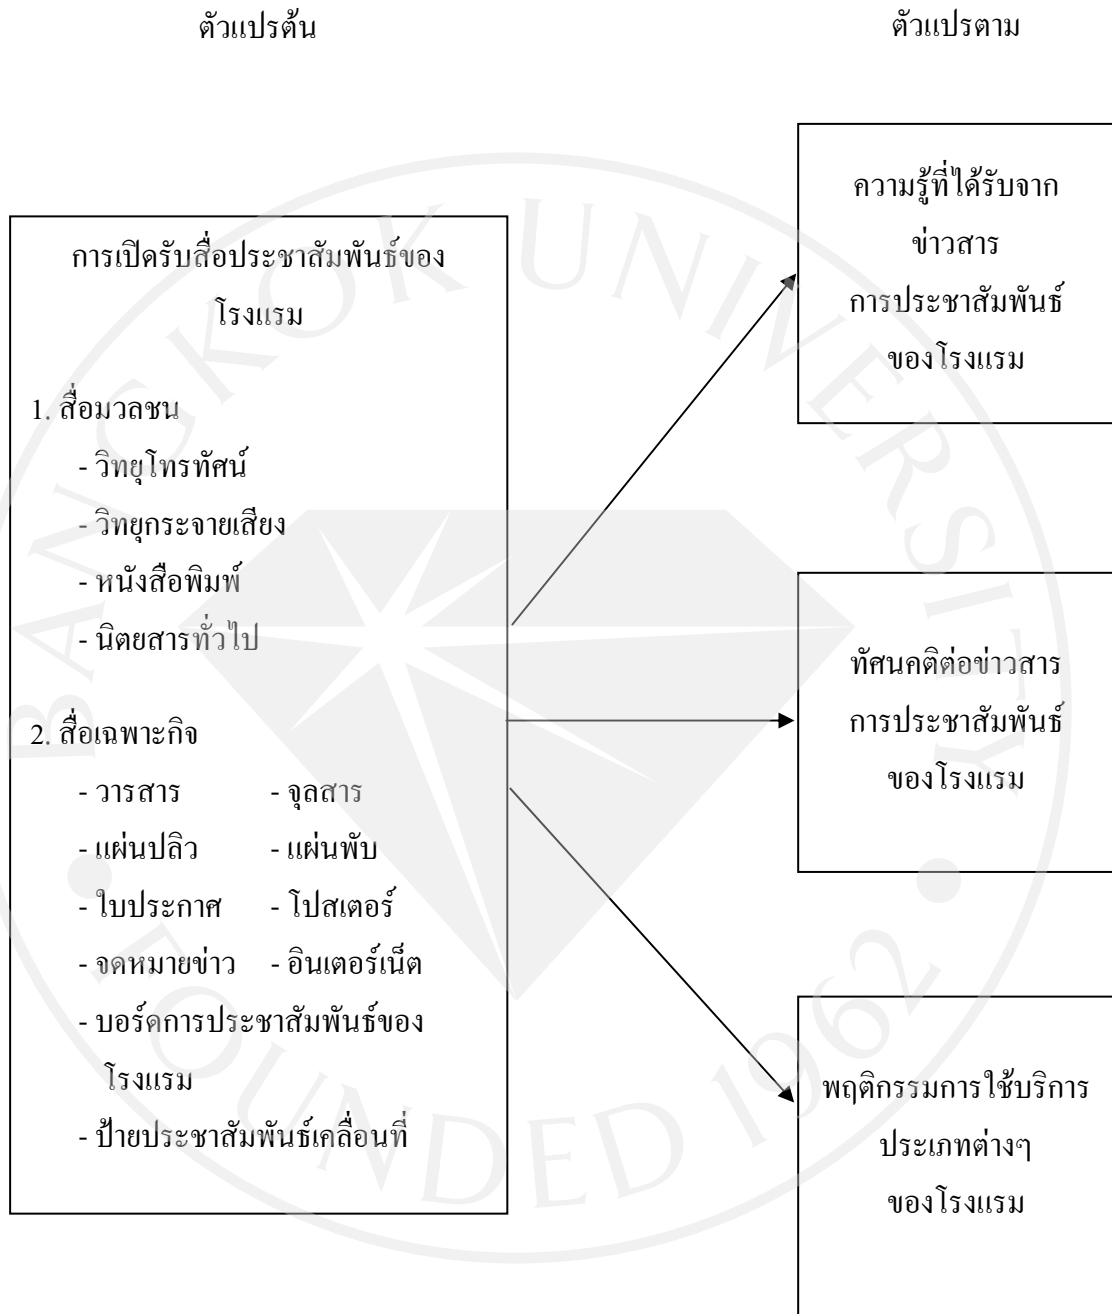 ตัวแปรต้น
ตัวแปรตาม
การเปิดรับสื่อประชาสัมพันธ์ของ
โรงแรม
1. สื่อมวลชน
- วิทยุโทรทัศน์
- วิทยุกระจายเสียง
- หนังสือพิมพ์
- นิตยสารทั่วไป
2. สื่อเฉพาะกิจ
- วารสาร - จุลสาร
- แผ่นปลิว - แผ่นพับ
- ใบประกาศ - โปสเตอร์
- จดหมายข่าว - อินเตอร์เน็ต
- บอร์ดการประชาสัมพันธ์ของ
โรงแรม
- ป้ายประชาสัมพันธ์เคลื่อนที่
ความรู้ที่ได้รับจาก
ข่าวสาร
การประชาสัมพันธ์
ของโรงแรม
ทัศนคติต่อข่าวสาร
การประชาสัมพันธ์
ของโรงแรม
พฤติกรรมการใช้บริการ
ประเภทต่างๆ
ของโรงแรม
BANGKOK UNIVERSITY
FOUNDED 1962